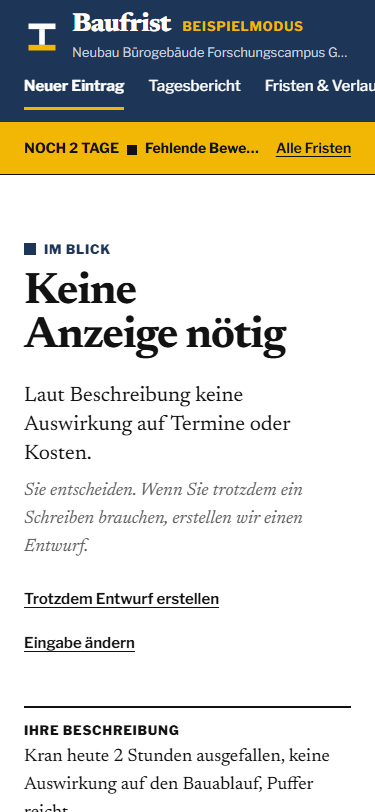 Baufrist BEISPIELMODUS
Neubau Bürogebäude Forschungscampus G...
Neuer Eintrag Tagesbericht Fristen & Verlau
NOCH 2 TAGE Fehlende Bewe... Alle Fristen
IM BLICK
Keine
Anzeige nötig
Laut Beschreibung keine
Auswirkung auf Termine oder
Kosten.
Sie entscheiden. Wenn Sie trotzdem ein
Schreiben brauchen, erstellen wir einen
Entwurf.
Trotzdem Entwurf erstellen
Eingabe ändern
IHRE BESCHREIBUNG
Kran heute 2 Stunden ausgefallen, keine
Auswirkung auf den Bauablauf, Puffer
reicht